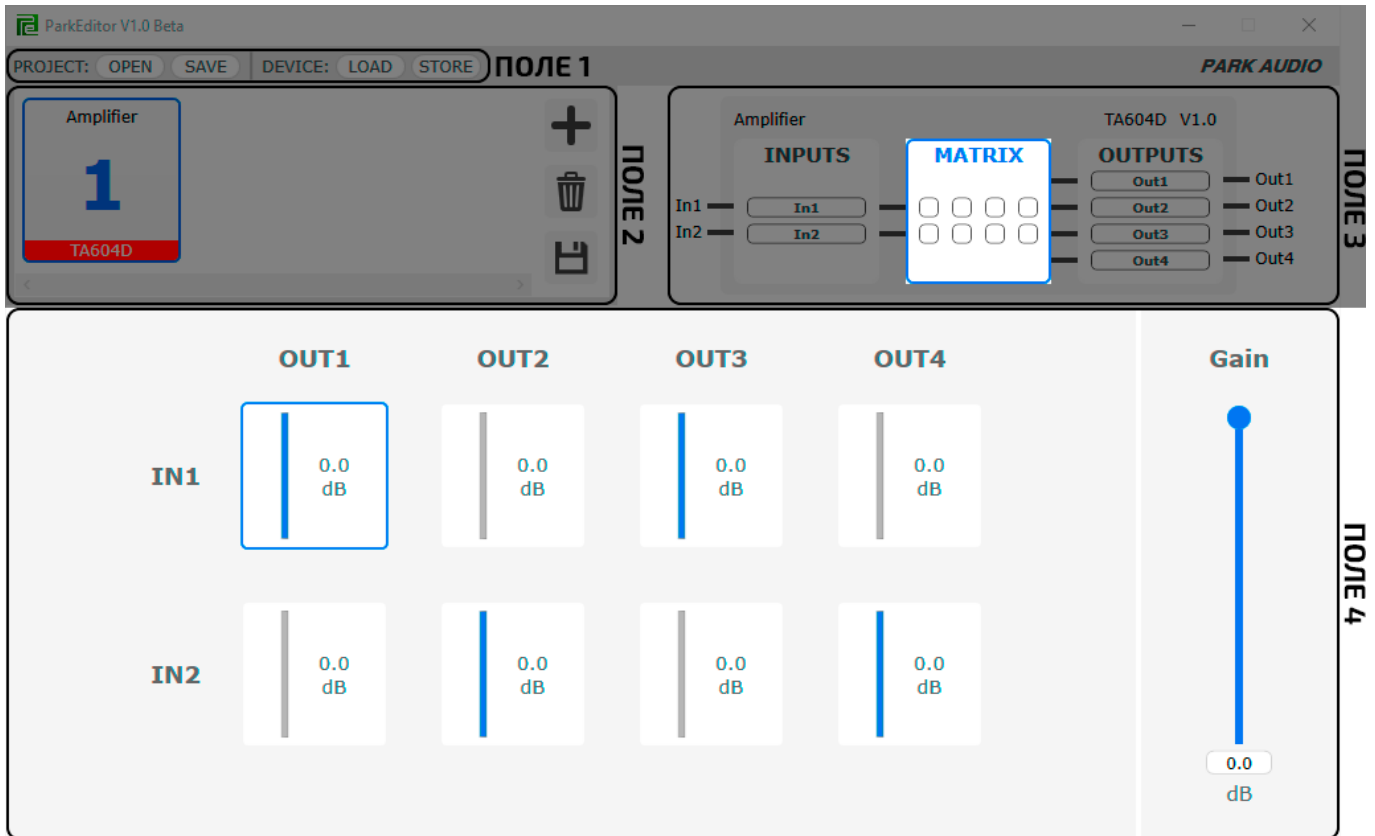 ParkEditor V1.0 Beta
PROJECT: OPEN SAVE DEVICE: LOAD STORE ПОЛЕ 1 PARK AUDIO
Amplifier
1
TA604D
ПОЛЕ 2
Amplifier TA604D V1.0
INPUTS MATRIX OUTPUTS
Out1 Out1
In1 In1 Out2 Out2
In2 In2 Out3 Out3
Out4 Out4
ПОЛЕ 3
OUT1 OUT2 OUT3 OUT4 Gain
IN1 0.0 0.0 0.0 0.0
dB dB dB dB
IN2 0.0 0.0 0.0 0.0
dB dB dB dB
0.0
dB
ПОЛЕ 4